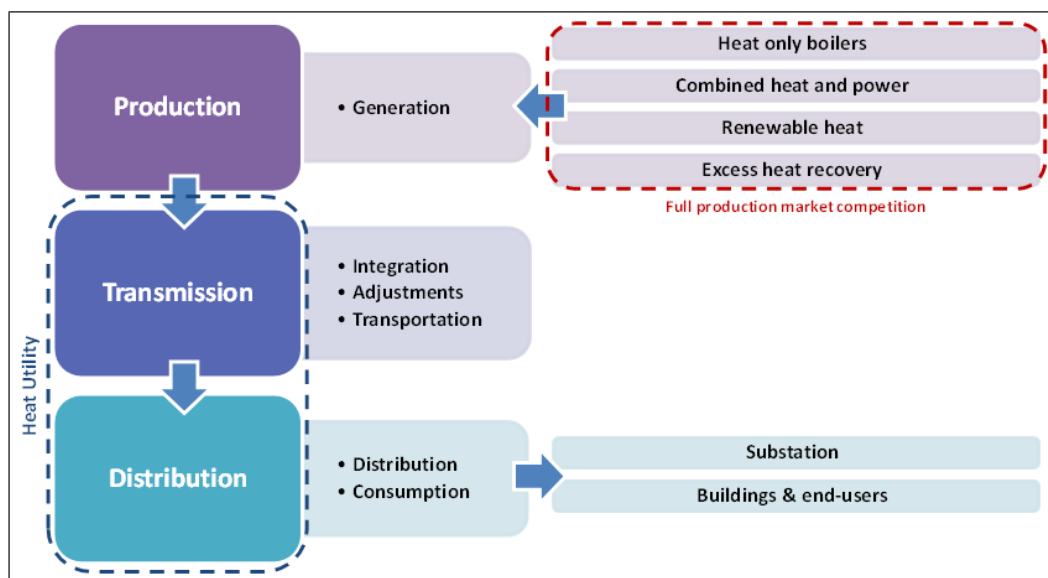 Production
• Generation
Heat only boilers
Combined heat and power
Renewable heat
Excess heat recovery
Full production market competition
Heat Utility
Transmission
• Integration
• Adjustments
• Transportation
Distribution
• Distribution
• Consumption
Substation
Buildings & end-users